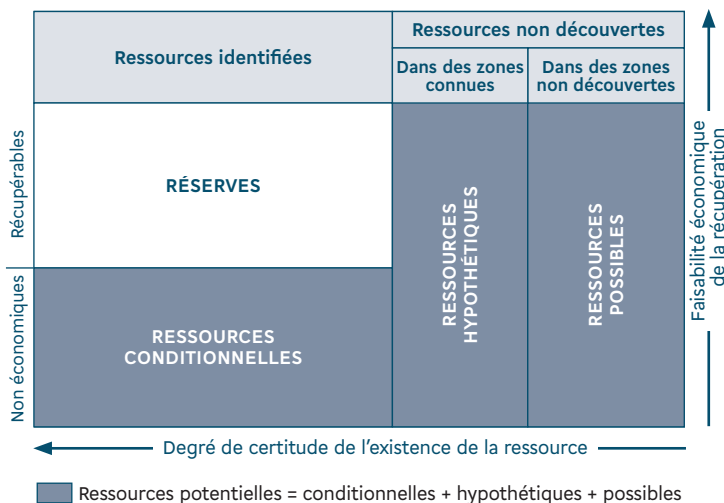 Ressources identifiées
Ressources non découvertes
Dans des zones
connues
Dans des zones
non découvertes
Récupérables
RÉSERVES
Non économiques
RESSOURCES
CONDITIONNELLES
RESSOURCES
HYPOTHÉTIQUES
RESSOURCES
POSSIBLES
Faisabilité économique
de la récupération
Degré de certitude de l'existence de la ressource
Ressources potentielles = conditionnelles + hypothétiques + possibles